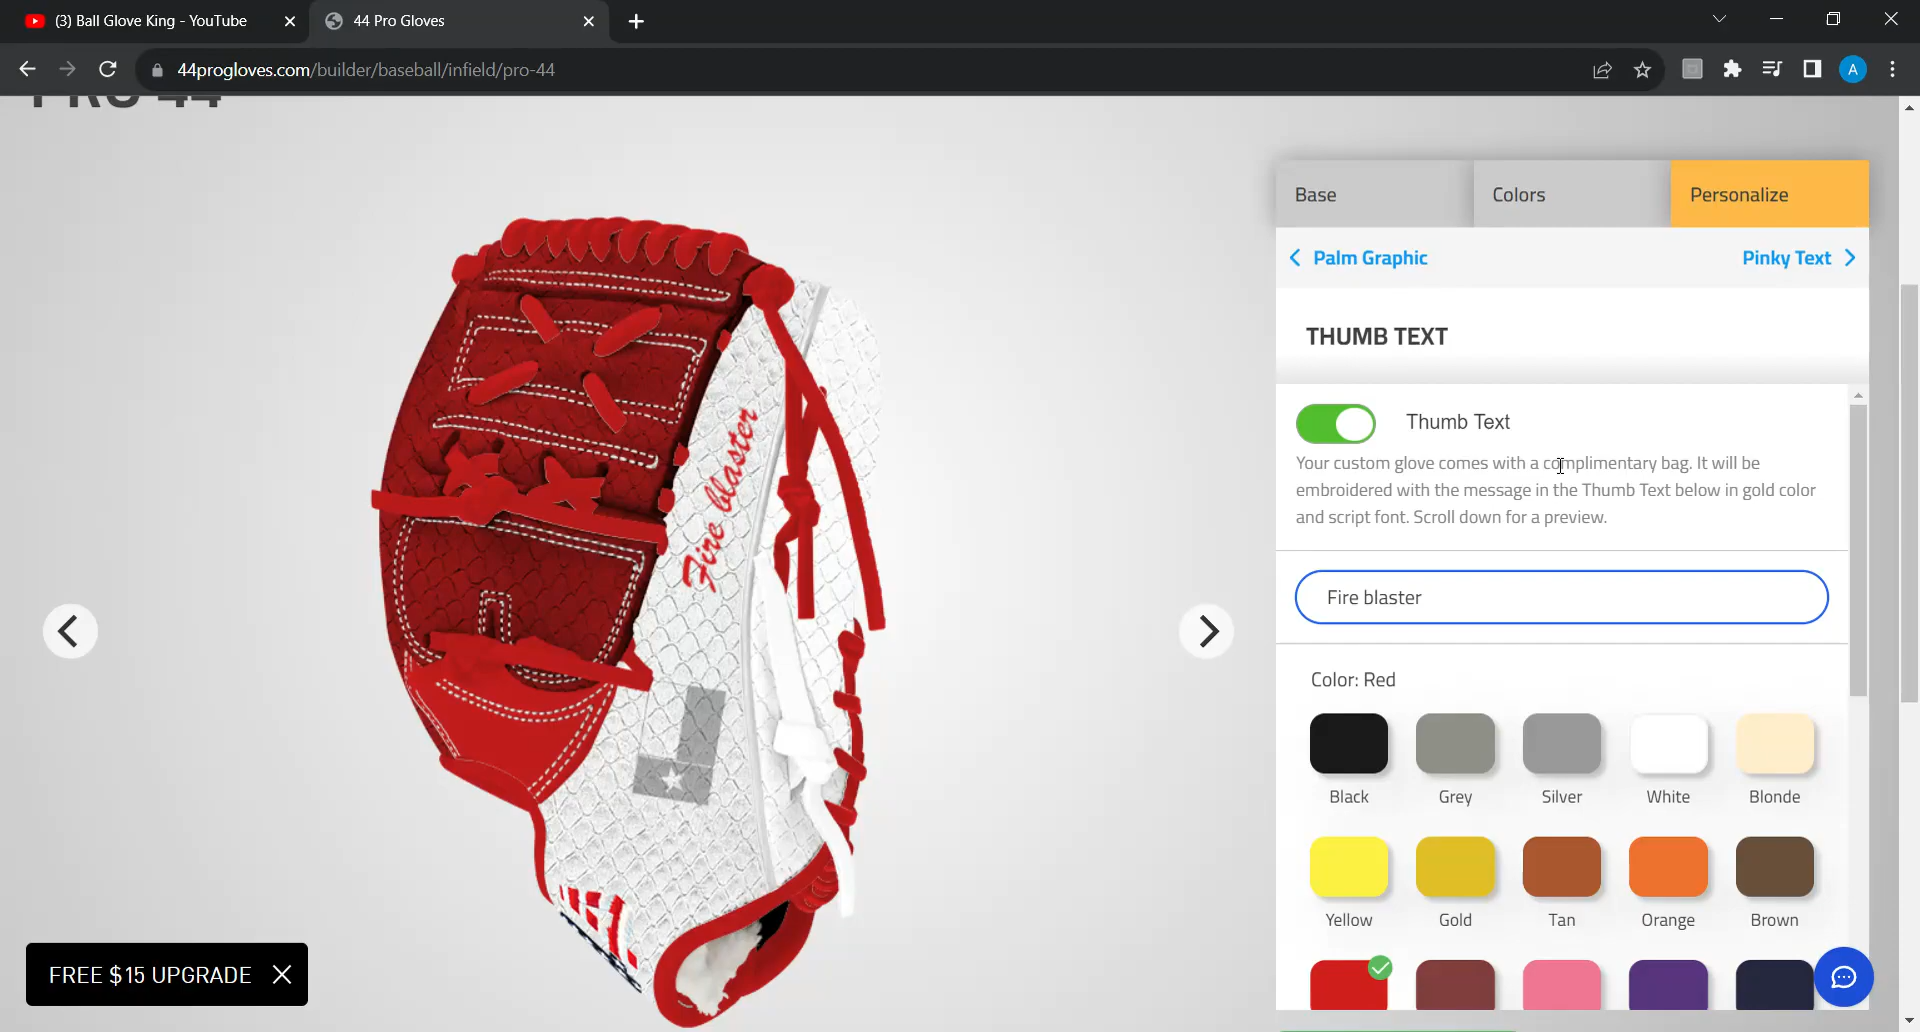 (3) Ball Glove King - YouTube
44 Pro Gloves
44progloves.com/builder/baseball/infield/pro-44
A
PRO 44
Base
Colors
Personalize
Palm Graphic
Pinky Text
THUMB TEXT
Thumb Text
Your custom glove comes with a complimentary bag. It will be
embroidered with the message in the Thumb Text below in gold color
and script font. Scroll down for a preview.
Fire blaster
Fire blaster
Color: Red
Black
Grey
Silver
White
Blonde
Yellow
Gold
Tan
Orange
Brown
FREE $15 UPGRADE